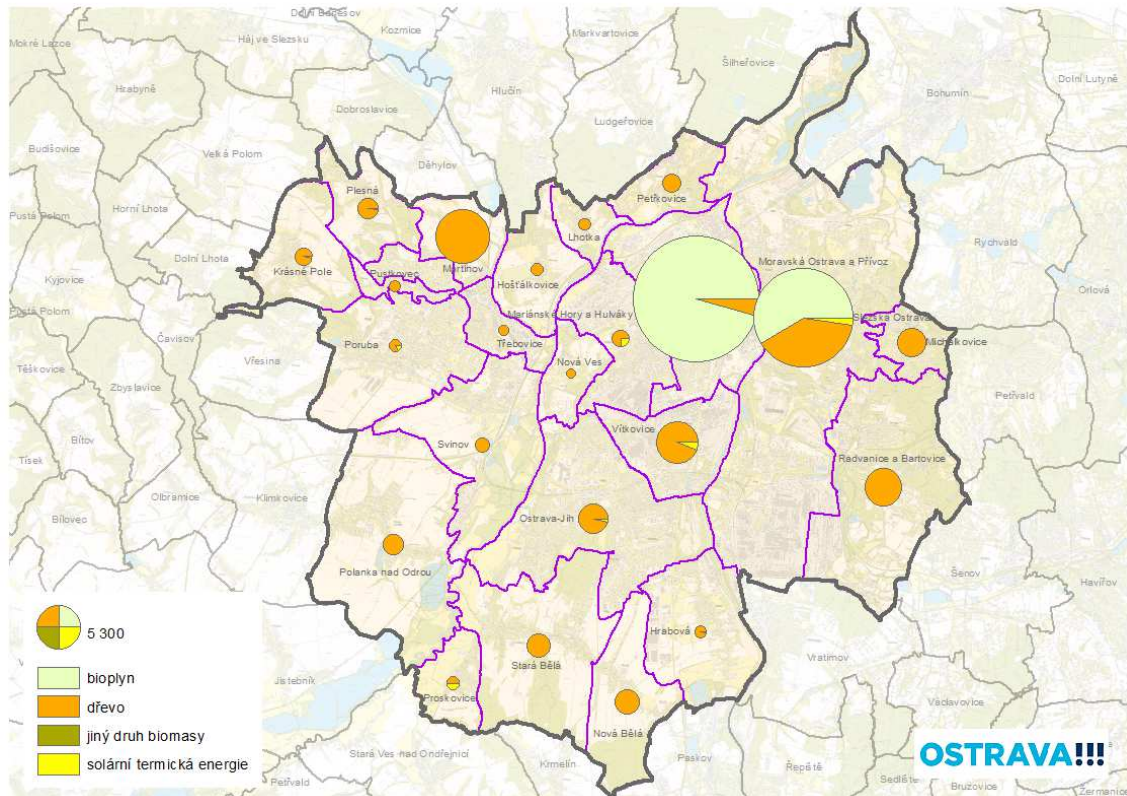 Dolní Benešov
Mokré Lazce
Háj ve Slezsku
Kozmice
Markvartovice
Šilheřovice
Hrabyně
Hlučín
Dolní Lutyně
Bohumín
Dobroslavice
Ludgeřovice
Budišovice
Velká Polom
Děhylov
Plesná
Petřkovice
Pustá Polom
Horní Lhota
Lhotka
Rychvald
Dolní Lhota
Krásné Pole
Martinov
Moravská Ostrava a Přívoz
Kyjovice
Pustkovec
Hošťálkovice
Orlová
Pustá Polom
Mariánské Hory a Hulváky
Slezská Ostrava
Čavisov
Třebovice
Poruba
Michálkovice
Vřesina
Nová Ves
Těškovice
Zbyslavice
Petřvald
Bítov
Vítkovice
Svinov
Tísek
Radvanice a Bartovice
Olbramice
Klimkovice
Bílovec
Ostrava-Jih
Polanka nad Odrou
Šenov
Havířov
5 300
Hrabová
Vratimov
Stará Bělá
bioplyn
Jistebník
Proskovice
Václavovice
dřevo
Nová Bělá
jiný druh biomasy
Stará Ves nad Ondřejnicí
Krmelín
Paskov
Řepiště
OSTRAVA!!!
solární termická energie
Petřvald
Sedliště
Bruzovice
Žermanice